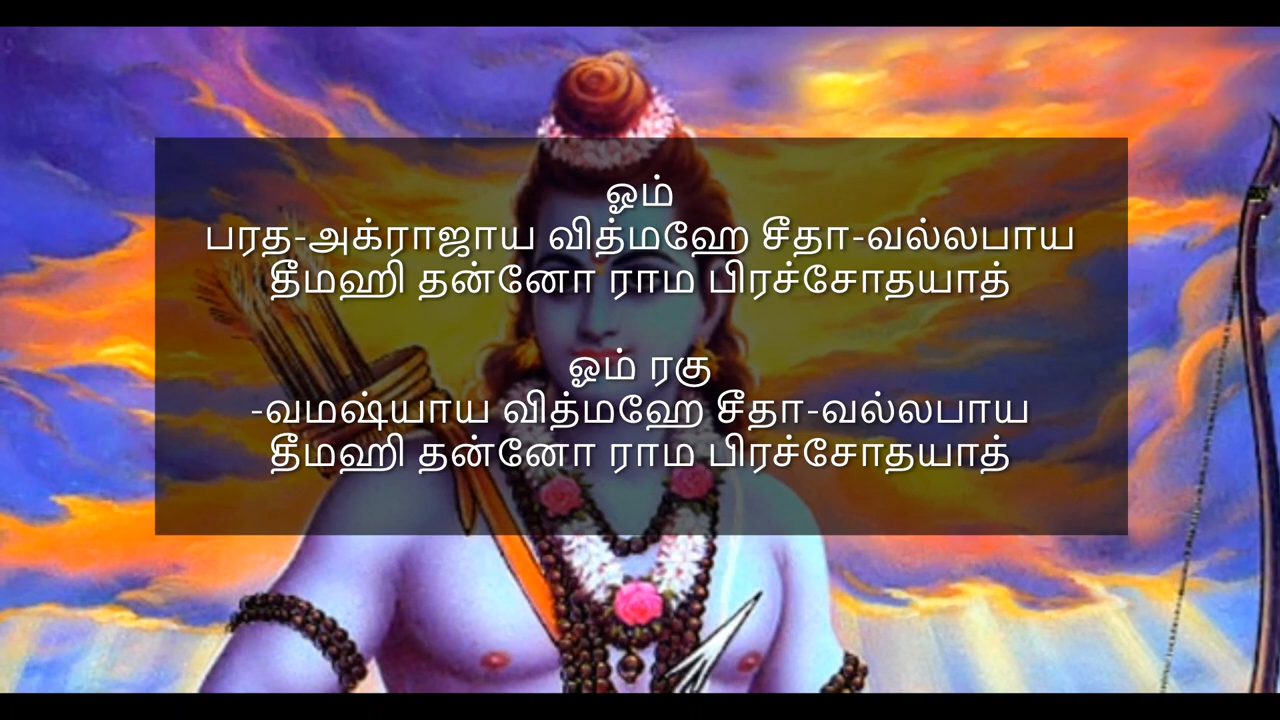 ஓம்
பரத-அக்ராஜாய வித்மஹே சீதா-வல்லபாய
தீமஹி தன்னோ ராம பிரச்சோதயாத்
ஓம் ரகு
-வமஷ்யாய வித்மஹே சீதா-வல்லபாய
தீமஹி தன்னோ ராம பிரச்சோதயாத்